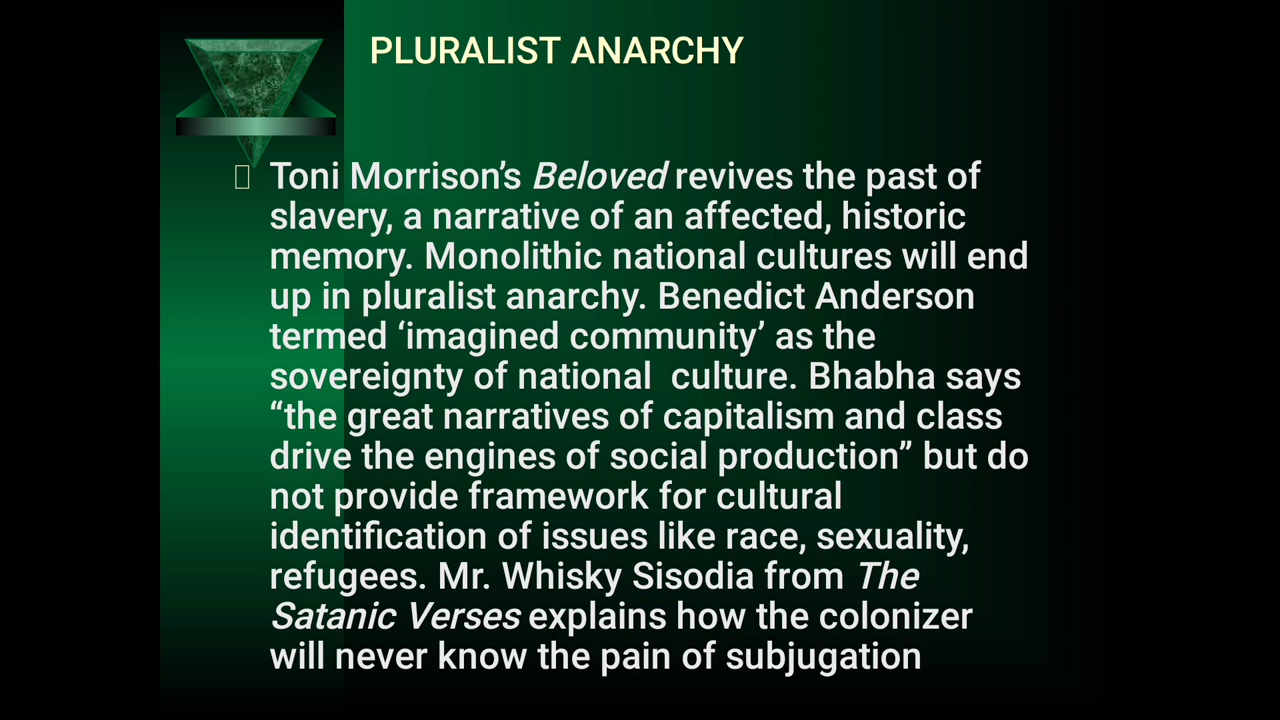 PLURALIST ANARCHY
Toni Morrison’s Beloved revives the past of
slavery, a narrative of an affected, historic
memory. Monolithic national cultures will end
up in pluralist anarchy. Benedict Anderson
termed ‘imagined community’ as the
sovereignty of national  culture. Bhabha says
“the great narratives of capitalism and class
drive the engines of social production” but do
not provide framework for cultural
identification of issues like race, sexuality,
refugees. Mr. Whisky Sisodia from The
Satanic Verses explains how the colonizer
will never know the pain of subjugation